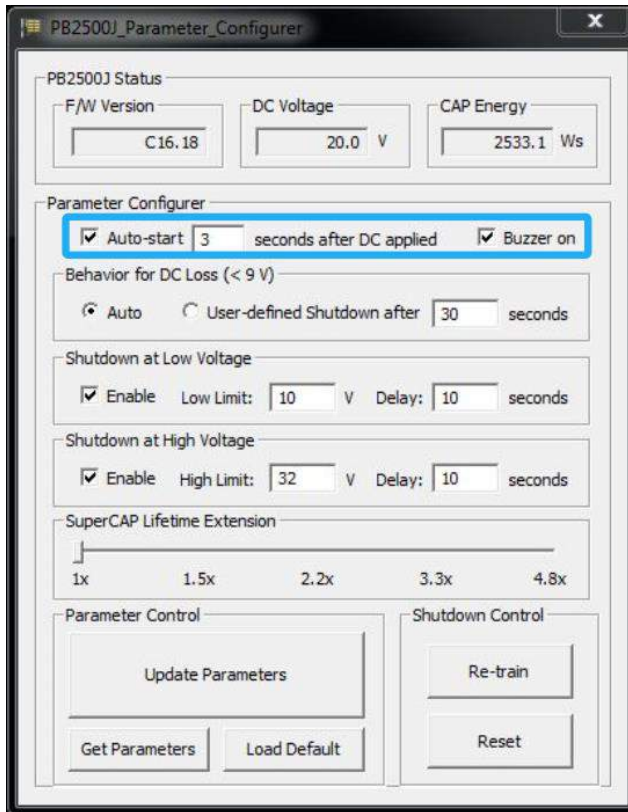 PB2500J_Parameter_Configurer
X
PB2500J Status
F/W Version
DC Voltage
CAP Energy
C16.18
20.0 V
2533.1 Ws
Parameter Configurer
Auto-start 3 seconds after DC applied Buzzer on
Behavior for DC Loss (< 9 V)
Auto User-defined Shutdown after 30 seconds
Shutdown at Low Voltage
Enable Low Limit: 10 V Delay: 10 seconds
Shutdown at High Voltage
Enable High Limit: 32 V Delay: 10 seconds
SuperCAP Lifetime Extension
1x 1.5x 2.2x 3.3x 4.8x
Parameter Control
Update Parameters
Get Parameters Load Default
Shutdown Control
Re-train
Reset